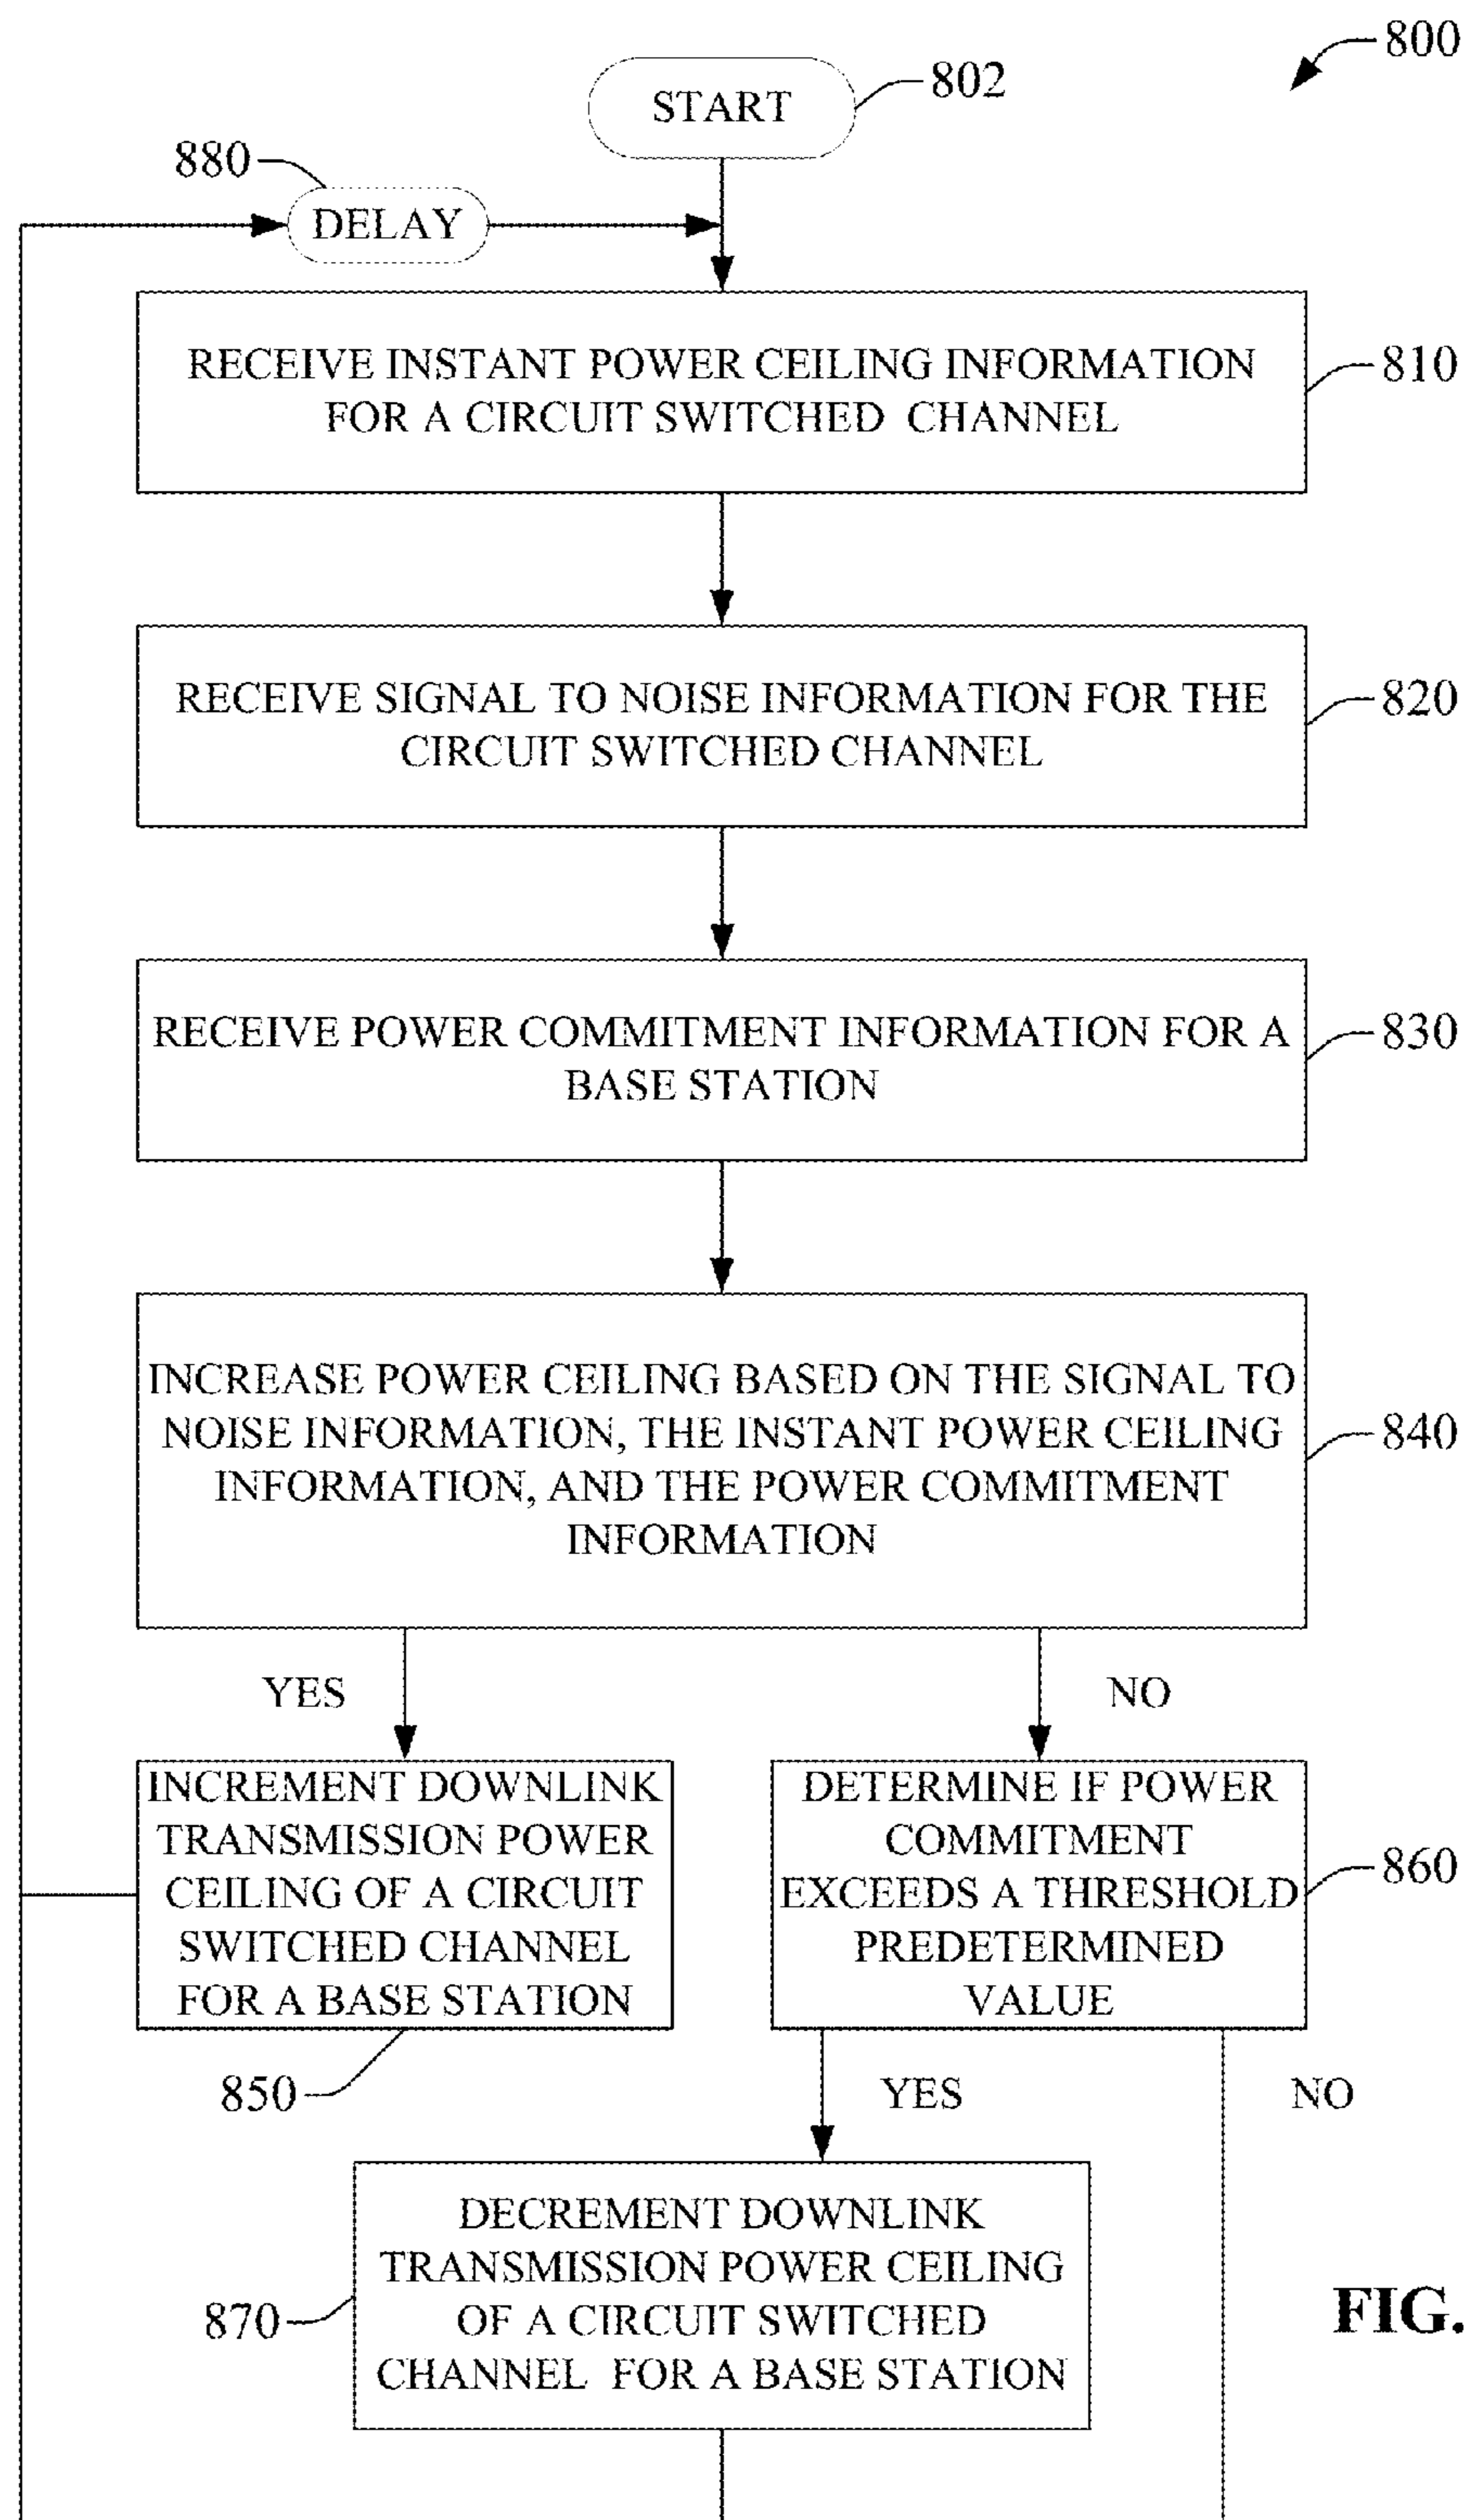 800
START
802
880
DELAY
RECEIVE INSTANT POWER CEILING INFORMATION
FOR A CIRCUIT SWITCHED CHANNEL
810
RECEIVE SIGNAL TO NOISE INFORMATION FOR THE
CIRCUIT SWITCHED CHANNEL
820
RECEIVE POWER COMMITMENT INFORMATION FOR A
BASE STATION
830
INCREASE POWER CEILING BASED ON THE SIGNAL TO
NOISE INFORMATION, THE INSTANT POWER CEILING
INFORMATION, AND THE POWER COMMITMENT
INFORMATION
840
YES
NO
INCREMENT DOWNLINK
TRANSMISSION POWER
CEILING OF A CIRCUIT
SWITCHED CHANNEL
FOR A BASE STATION
850
DETERMINE IF POWER
COMMITMENT
EXCEEDS A THRESHOLD
PREDETERMINED
VALUE
860
YES
NO
DECREMENT DOWNLINK
TRANSMISSION POWER CEILING
OF A CIRCUIT SWITCHED
CHANNEL FOR A BASE STATION
870
FIG.